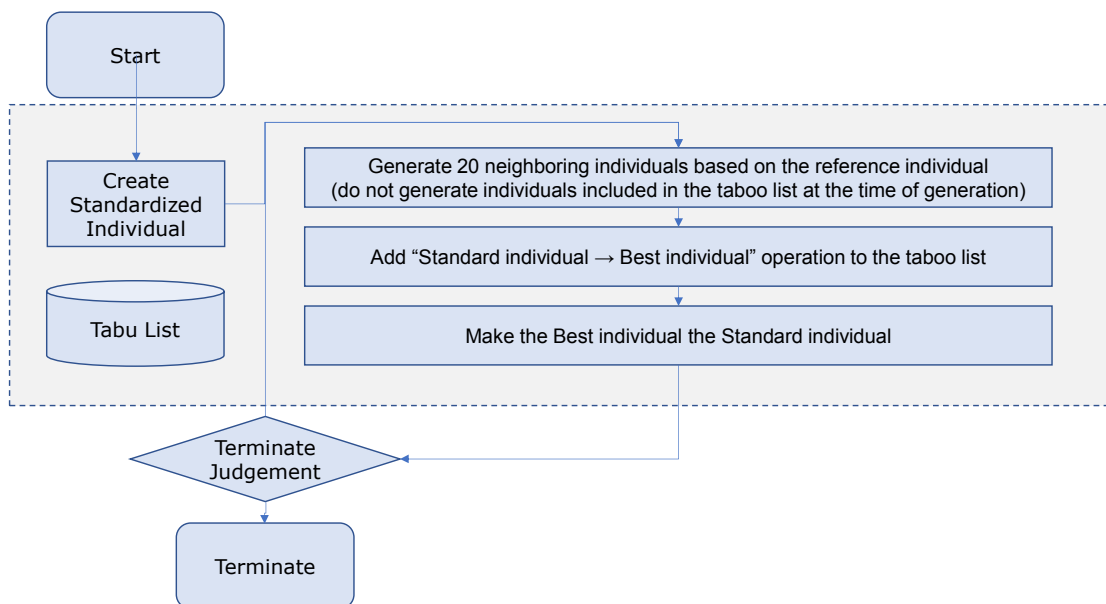 Start
Create
Standardized
Individual
Generate 20 neighboring individuals based on the reference individual
(do not generate individuals included in the taboo list at the time of generation)
Add “Standard individual → Best individual” operation to the taboo list
Tabu List
Make the Best individual the Standard individual
Terminate
Judgement
Terminate